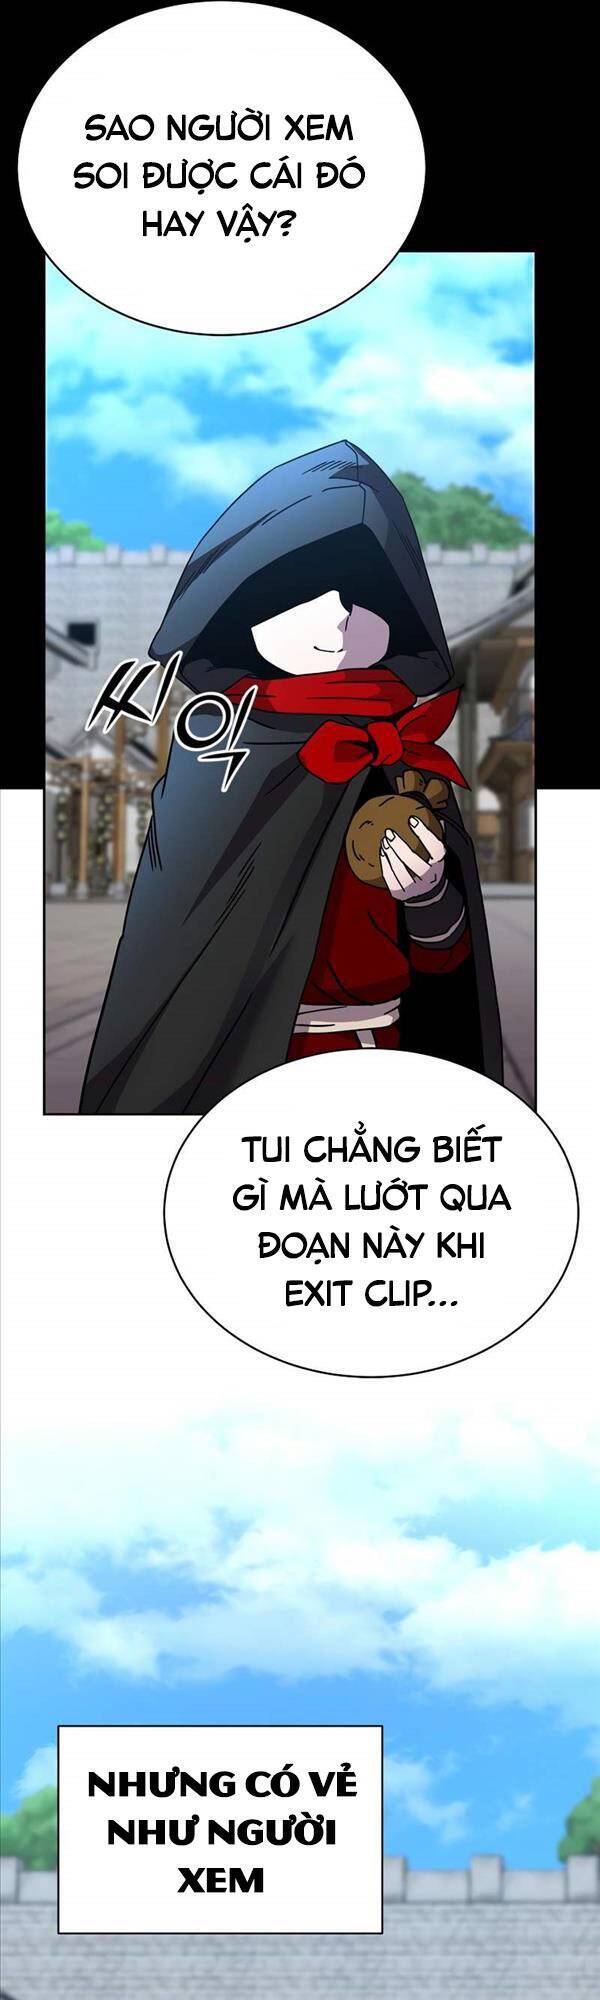 SAO NGƯỜI XEM
SOI ĐƯỢC CÁI ĐÓ
HAY VẬY?
씨익
TUI CHẲNG BIẾT
GÌ MÀ LƯỚT QUA
ĐOẠN NÀY KHI
EXIT CLIP...
NHƯNG CÓ VẺ
NHƯ NGƯỜI
XEM